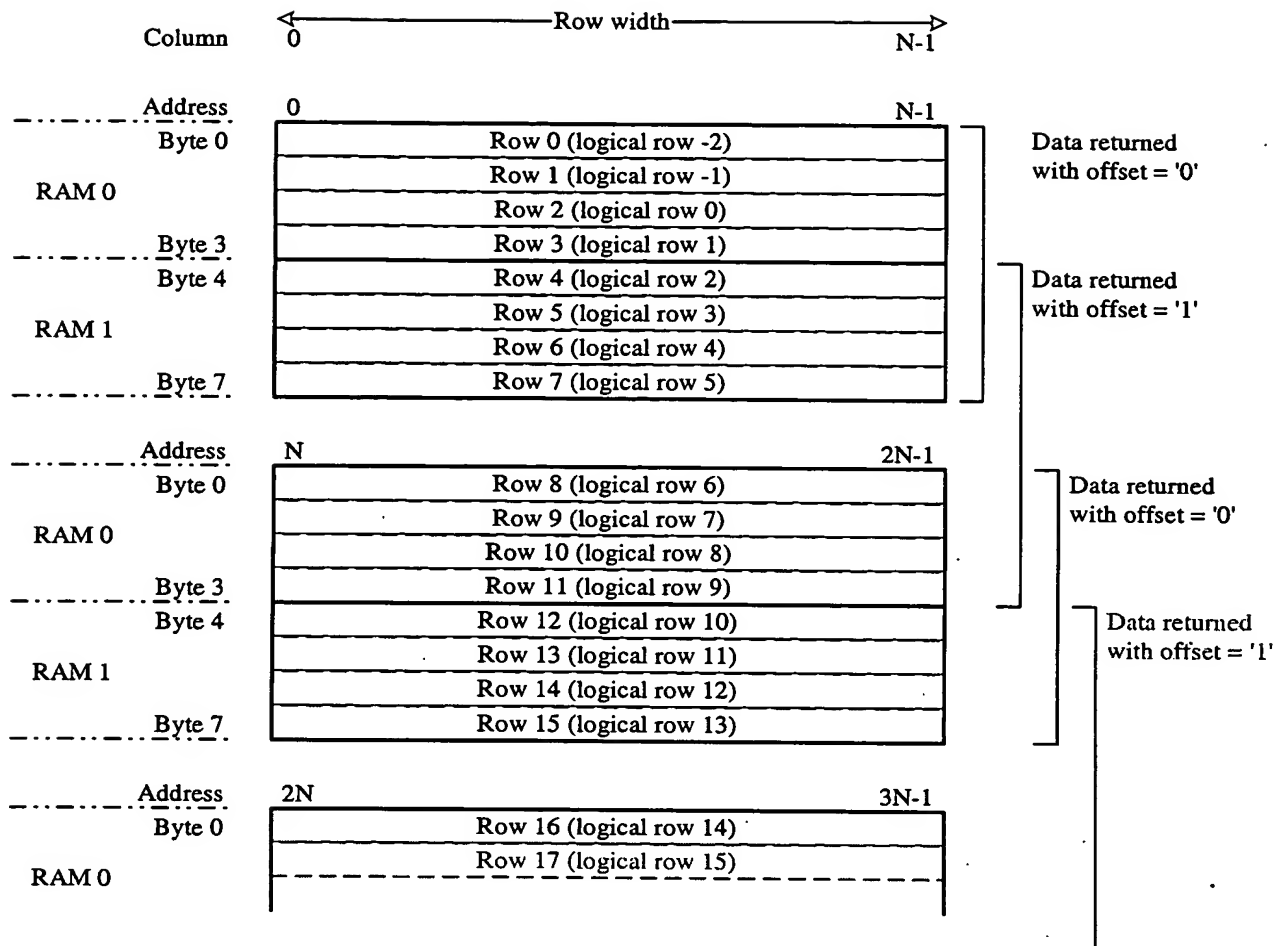 Row width
Column 0 N-1
Address 0 N-1
Byte 0 Row 0 (logical row -2) Data returned
Row 1 (logical row -1) with offset = '0'
RAM 0
Row 2 (logical row 0)
Byte 3 Row 3 (logical row 1)
Byte 4 Row 4 (logical row 2) Data returned
Row 5 (logical row 3) with offset = '1'
RAM 1
Row 6 (logical row 4)
Byte 7 Row 7 (logical row 5)
Address N 2N-1
Byte 0 Row 8 (logical row 6) Data returned
Row 9 (logical row 7) with offset = '0'
RAM 0
Row 10 (logical row 8)
Byte 3 Row 11 (logical row 9)
Byte 4 Row 12 (logical row 10) Data returned
Row 13 (logical row 11) with offset = '1'
RAM 1
Row 14 (logical row 12)
Byte 7 Row 15 (logical row 13)
Address 2N 3N-1
Byte 0 Row 16 (logical row 14)
Row 17 (logical row 15)
RAM 0